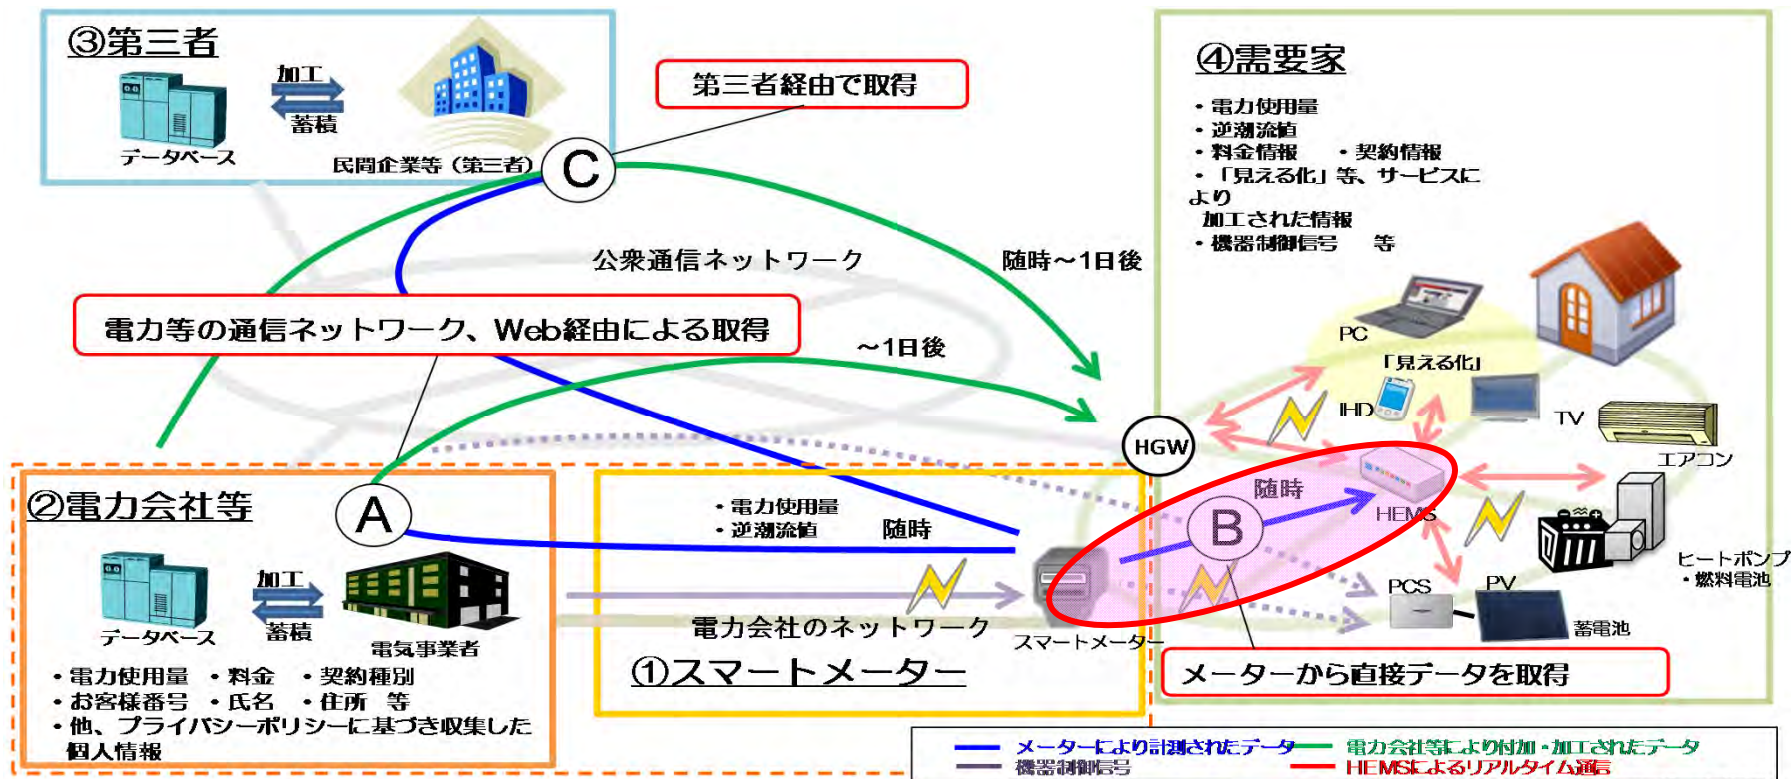 ③第三者
加工
蓄積
データベース
民間企業等（第三者）
C
第三者経由で取得
公衆通信ネットワーク
随時～1日後
電力等の通信ネットワーク、Web経由による取得
～1日後
④需要家
・電力使用量
・逆潮流値
・料金情報　・契約情報
・「見える化」等、サービスに
より
加工された情報
・機器制御信号　等
PC
「見える化」
IHD
TV
エアコン
HGW
随時
B
HEMS
ヒートポンプ
・燃料電池
PCS
PV
蓄電池
メーターから直接データを取得
②電力会社等
A
加工
蓄積
データベース
電気事業者
・電力使用量　・料金　・契約種別
・お客様番号　・氏名　・住所　等
・他、プライバシーポリシーに基づき収集した
個人情報
・電力使用量
・逆潮流値
随時
電力会社のネットワーク
スマートメーター
①スマートメーター
メーターにより計測されたデータ
電力会社等により付加・加工されたデータ
機器制御信号
HEMSによるリアルタイム通信